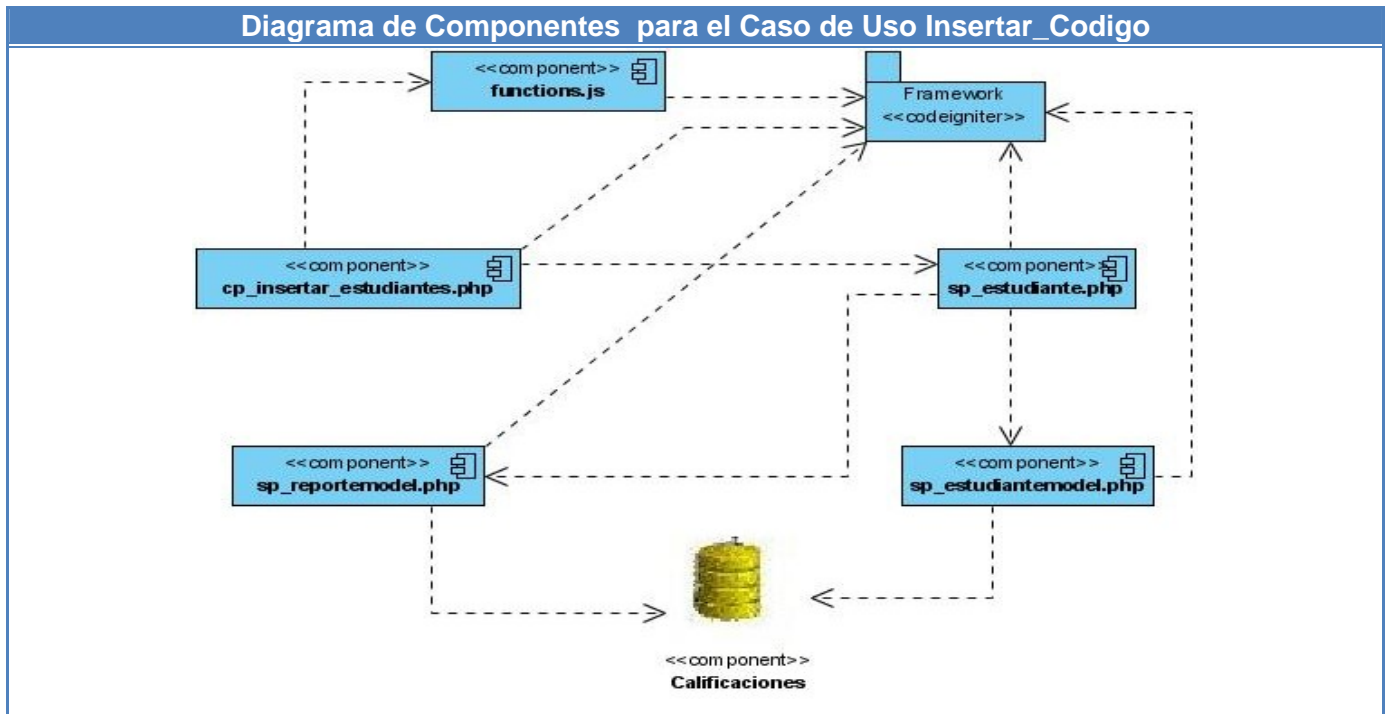 Diagrama de Componentes para el Caso de Uso Insertar_Codigo
<<component>>
functions.js
Framework
<<codeigniter>>
<<component>>
cp_insertar_estudiantes.php
<<component>>
sp_estudiante.php
<<component>>
sp_reportemodel.php
<<component>>
sp_estudiantemodel.php
<<component>>
Calificaciones